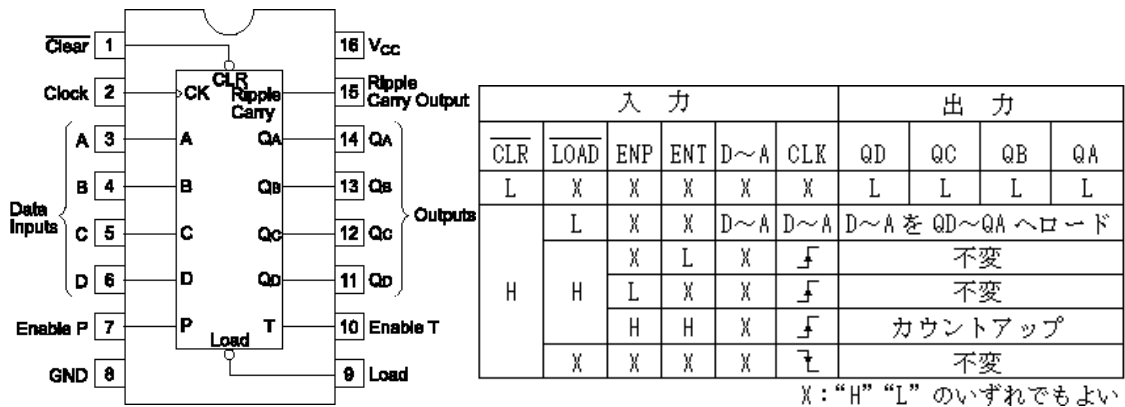 Clear 1
Clock 2
A 3
B 4
C 5
D 6
Data
Inputs
Enable P 7
GND 8
CLR
CK
Ripple
Carry
A QA
B QB
C QC
D QD
P T
Load
16 VCC
15 Ripple
Carry Output
14 QA
13 QB
12 QC
11 QD
Outputs
10 Enable T
9 Load
入 力 出 力
CLR LOAD ENP ENT D～A CLK QD QC QB QA
L X X X X X L L L L
L X X D～A D～A D～A を QD～QA へロード
X L X 不変
H H L X X 不変
H H X カウントアップ
X X X X 不変
X:“H”“L” のいずれでもよい